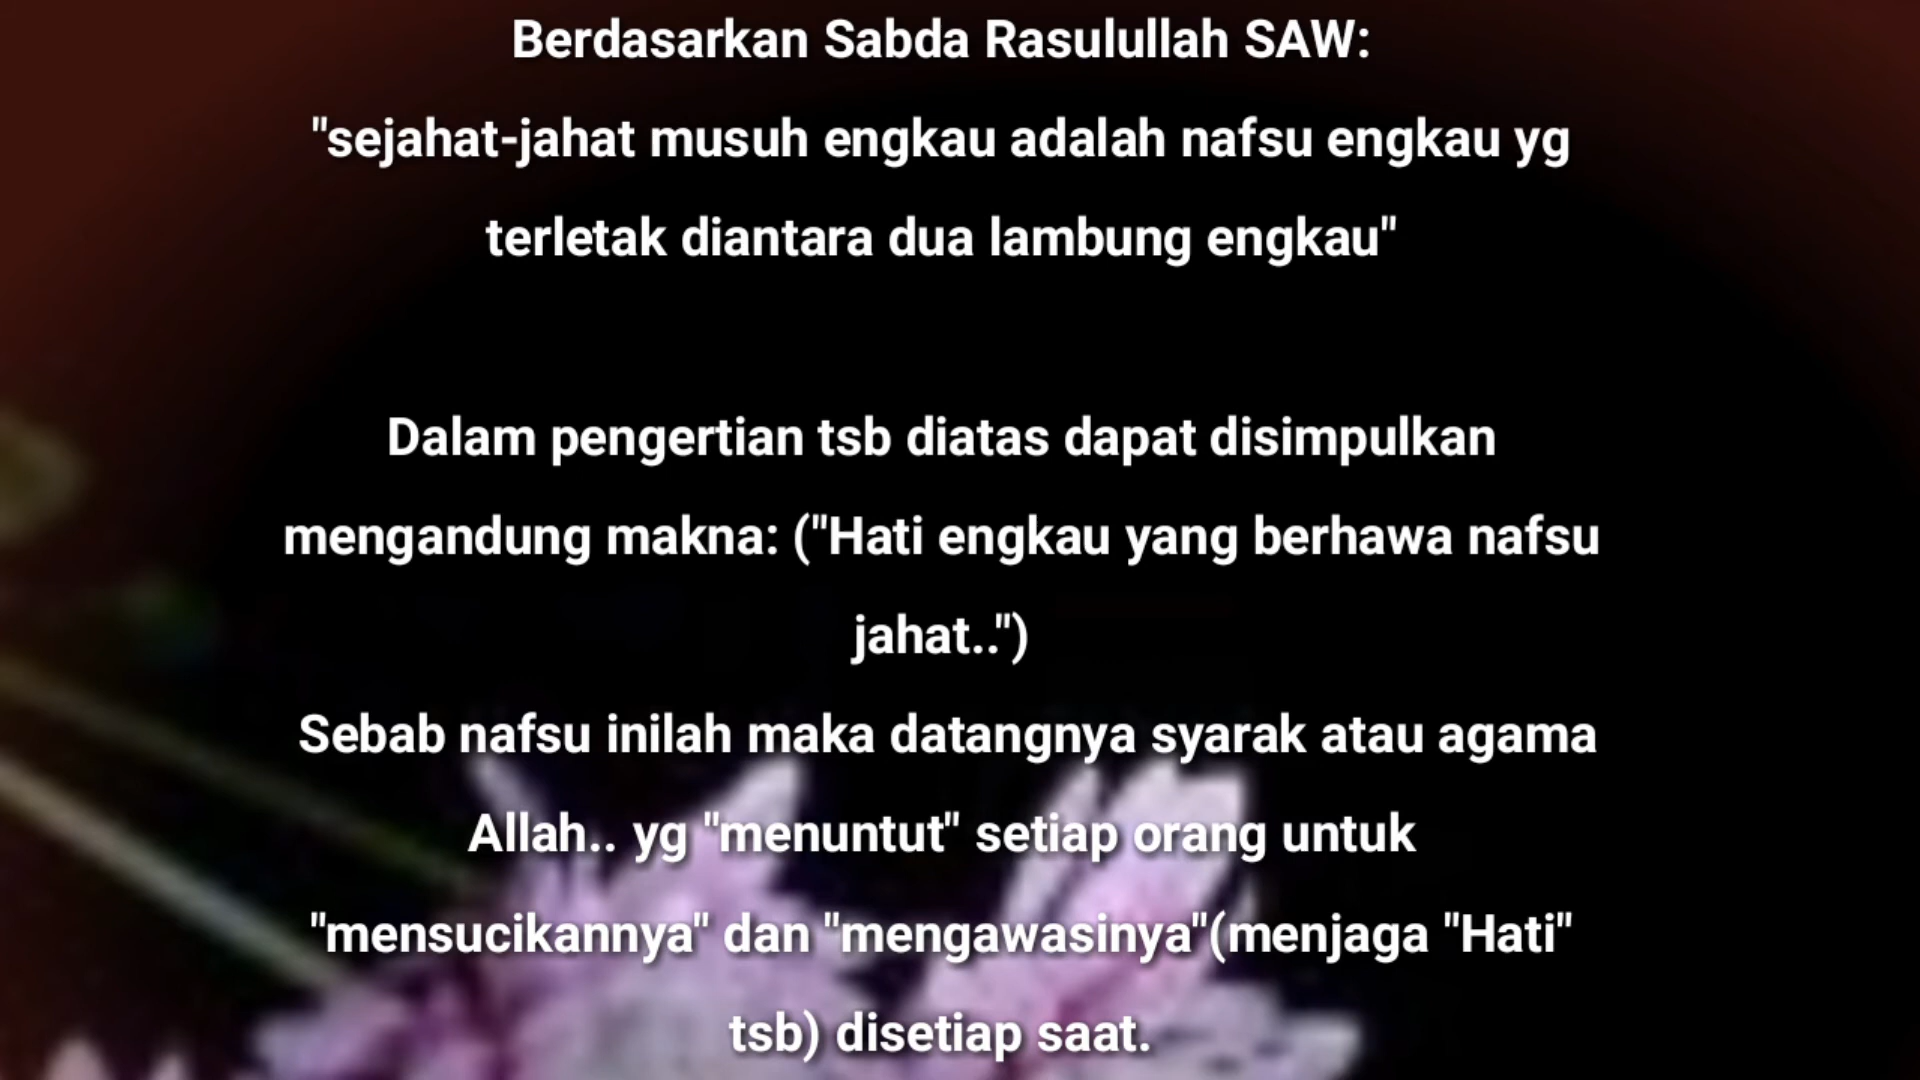 Berdasarkan Sabda Rasulullah SAW:
"sejahat-jahat musuh engkau adalah nafsu engkau yg
terletak diantara dua lambung engkau"
Dalam pengertian tsb diatas dapat disimpulkan
mengandung makna: ("Hati engkau yang berhawa nafsu
jahat..")
Sebab nafsu inilah maka datangnya syarak atau agama
Allah.. yg "menuntut" setiap orang untuk
"mensucikannya" dan "mengawasinya"(menjaga "Hati"
tsb) disetiap saat.